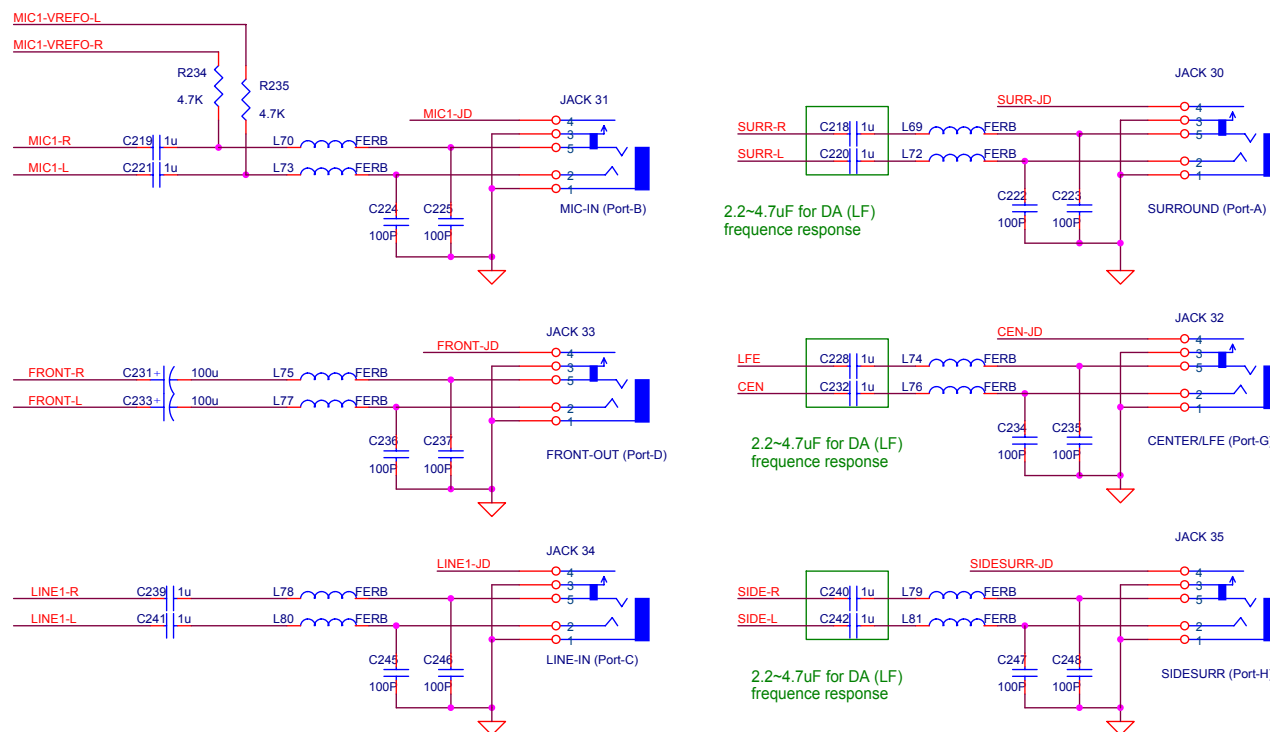 MIC1-VREFO-L
MIC1-VREFO-R
R234
4.7K
R235
4.7K
JACK 31
MIC1-JD
MIC1-R
C219
1u
L70
FERB
MIC1-L
C221
1u
L73
FERB
4
3
5
2
1
C224
100P
C225
100P
MIC-IN (Port-B)
JACK 30
SURR-JD
SURR-R
C218
1u
L69
FERB
SURR-L
C220
1u
L72
FERB
4
3
5
2
1
2.2~4.7uF for DA (LF)
frequence response
C222
100P
C223
100P
SURROUND (Port-A)
JACK 33
FRONT-JD
FRONT-R
C231
+
100u
L75
FERB
FRONT-L
C233
+
100u
L77
FERB
4
3
5
2
1
C236
100P
C237
100P
FRONT-OUT (Port-D)
JACK 32
CEN-JD
LFE
C228
1u
L74
FERB
CEN
C232
1u
L76
FERB
4
3
5
2
1
2.2~4.7uF for DA (LF)
frequence response
C234
100P
C235
100P
CENTER/LFE (Port-G)
JACK 34
LINE1-JD
LINE1-R
C239
1u
L78
FERB
LINE1-L
C241
1u
L80
FERB
4
3
5
2
1
C245
100P
C246
100P
LINE-IN (Port-C)
JACK 35
SIDESURR-JD
SIDE-R
C240
1u
L79
FERB
SIDE-L
C242
1u
L81
FERB
4
3
5
2
1
2.2~4.7uF for DA (LF)
frequence response
C247
100P
C248
100P
SIDESURR (Port-H)